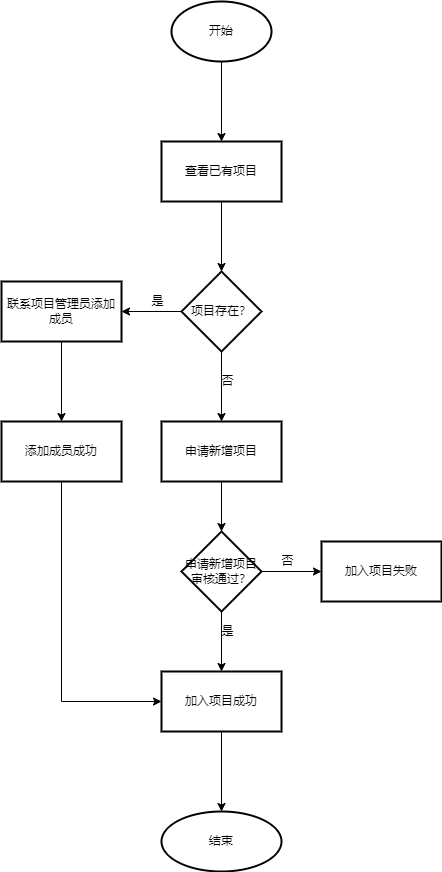 开始
查看已有项目
项目存在?
是
联系项目管理员添加
成员
否
添加成员成功
申请新增项目
申请新增项目
审核通过?
否
加入项目失败
是
加入项目成功
结束